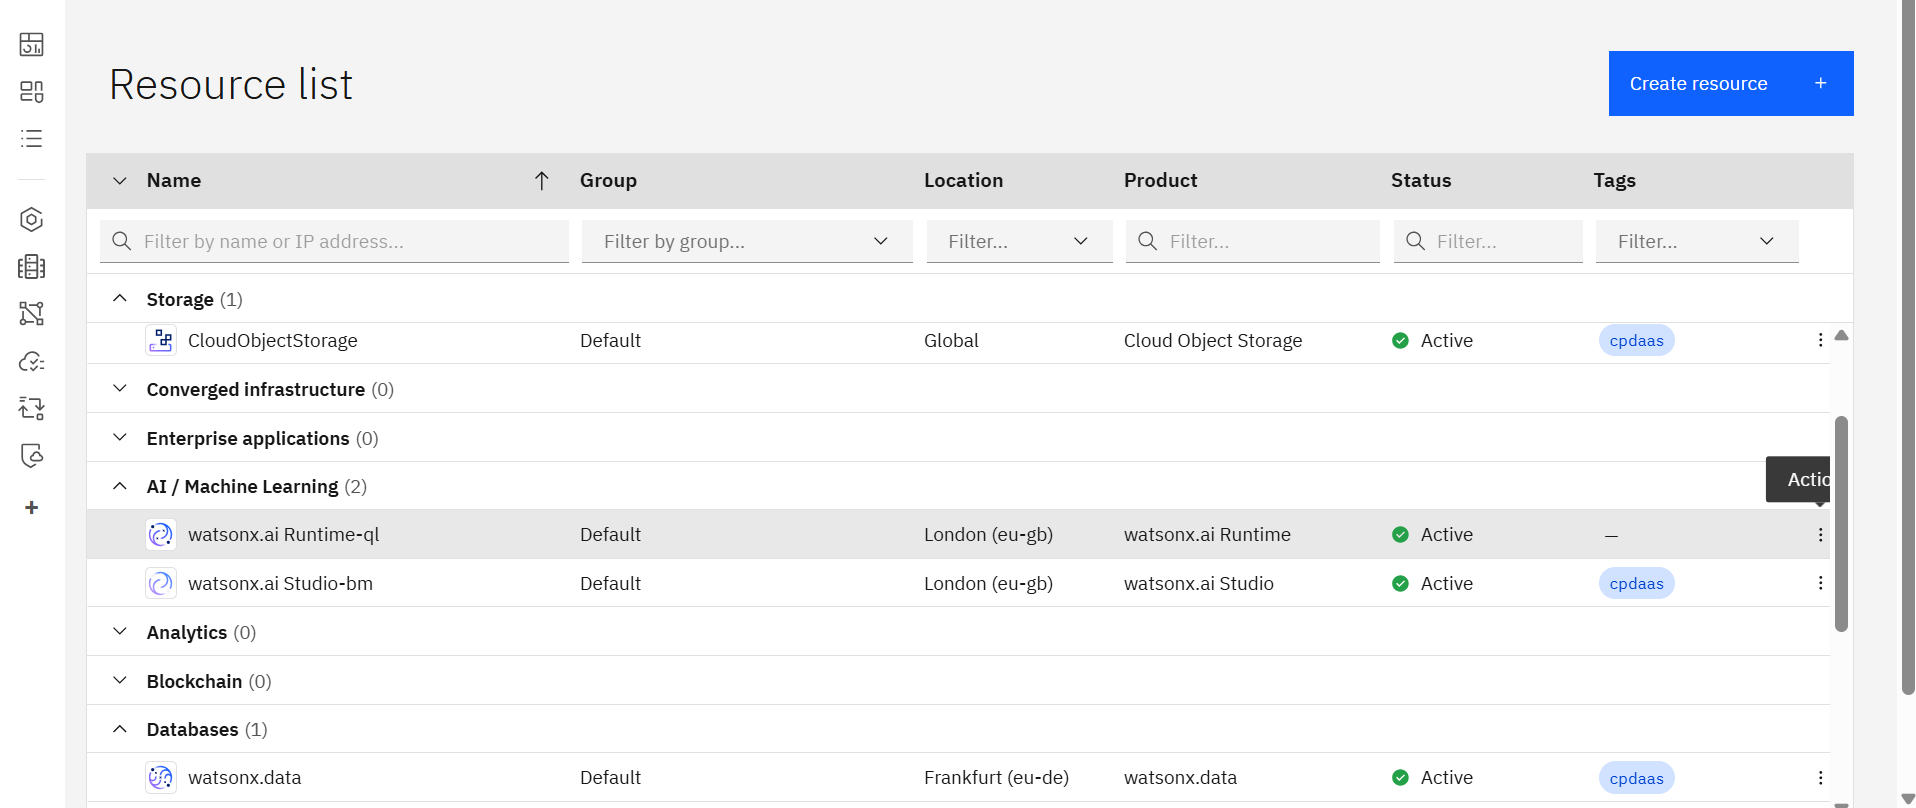 Resource list
Create resource +
Name Group Location Product Status Tags
Filter by name or IP address... Filter by group... Filter... Filter... Filter... Filter...
Storage (1)
CloudObjectStorage Default Global Cloud Object Storage Active cpdaas
Converged infrastructure (0)
Enterprise applications (0)
Actio
AI / Machine Learning (2)
watsonx.ai Runtime-ql Default London (eu-gb) watsonx.ai Runtime Active –
watsonx.ai Studio-bm Default London (eu-gb) watsonx.ai Studio Active cpdaas
Analytics (0)
Blockchain (0)
Databases (1)
watsonx.data Default Frankfurt (eu-de) watsonx.data Active cpdaas